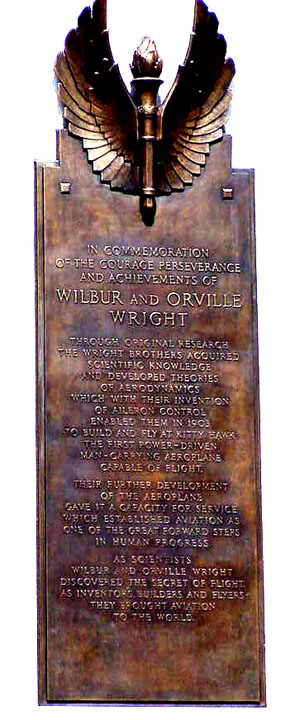 IN COMMEMORATION
OF THE COURAGE PERSEVERANCE
AND ACHIEVEMENTS OF
WILBUR AND ORVILLE
WRIGHT
THROUGH ORIGINAL RESEARCH
THE WRIGHT BROTHERS ACQUIRED
SCIENTIFIC KNOWLEDGE
AND DEVELOPED THEORIES
OF AERODYNAMICS
WHICH WITH THEIR INVENTION
OF AILERON CONTROL
ENABLED THEM IN 1903
TO BUILD AND FLY AT KITTY HAWK
THE FIRST POWER-DRIVEN
MAN-CARRYING AEROPLANE
CAPABLE OF FLIGHT.
THEIR FURTHER DEVELOPMENT
OF THE AEROPLANE
GAVE IT A CAPACITY FOR SERVICE
WHICH ESTABLISHED AVIATION AS
ONE OF THE GREAT FORWARD STEPS
IN HUMAN PROGRESS
AS SCIENTISTS
WILBUR AND ORVILLE WRIGHT
DISCOVERED THE SECRET OF FLIGHT.
AS INVENTORS, BUILDERS AND FLYERS
THEY BROUGHT AVIATION
TO THE WORLD.